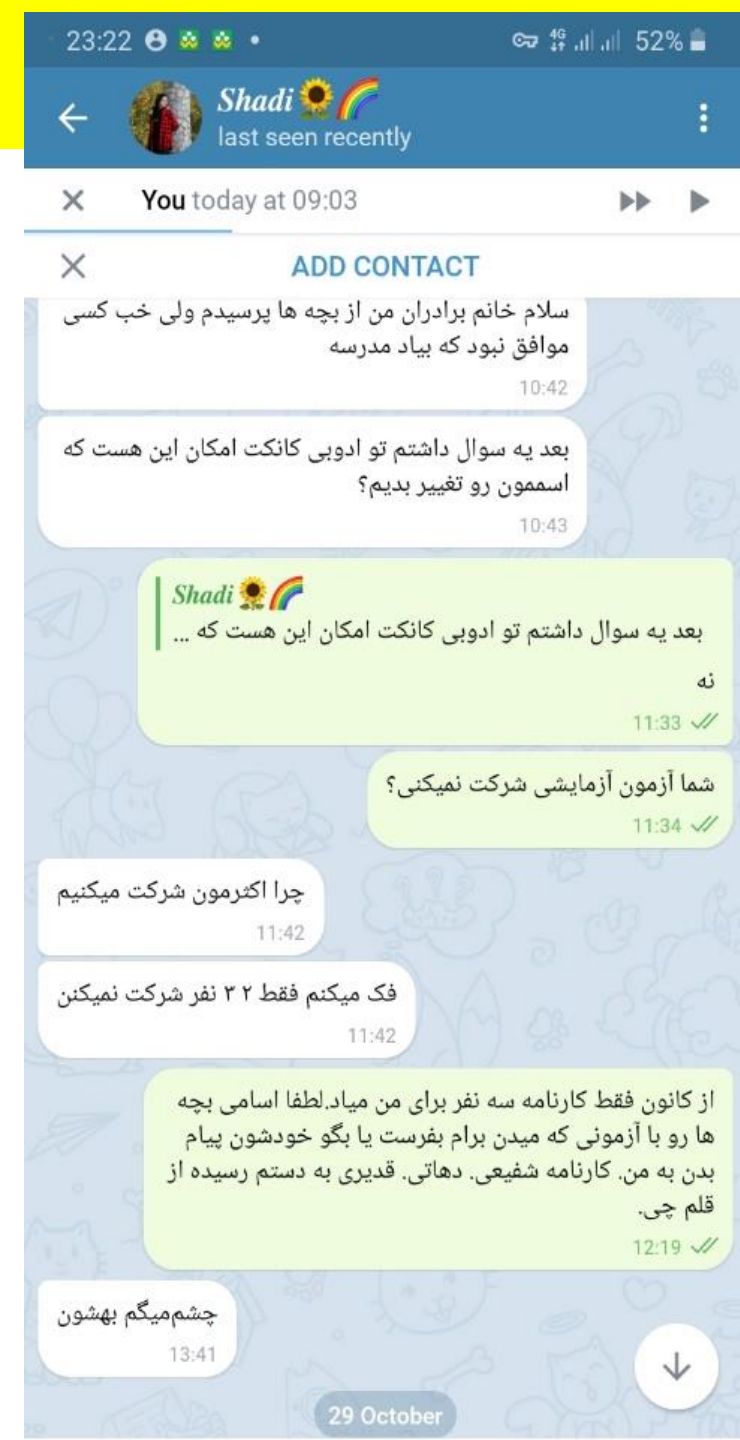 23:22
4G 52%
Shadi🌻🌈
last seen recently
You today at 09:03
ADD CONTACT
سلام خانم برادران من از بچه ها پرسیدم ولی خب کسی
موافق نبود که بیاد مدرسه
10:42
بعد یه سوال داشتم تو ادوبی کانکت امکان این هست که
اسممون رو تغییر بدیم؟
10:43
Shadi🌻🌈
بعد یه سوال داشتم تو ادوبی کانکت امکان این هست که ...
نه
11:33
شما آزمون آزمایشی شرکت نمیکنی؟
11:34
چرا اکثرمون شرکت میکنیم
11:42
فک میکنم فقط ۲ ۳ نفر شرکت نمیکنن
11:42
از کانون فقط کارنامه سه نفر برای من میاد.لطفا اسامی بچه
ها رو با آزمونی که میدن برام بفرست یا بگو خودشون پیام
بدن به من. کارنامه شفیعی. دهاتی. قدیری به دستم رسیده از
قلم چی.
12:19
چشم‌میگم بهشون
13:41
29 October